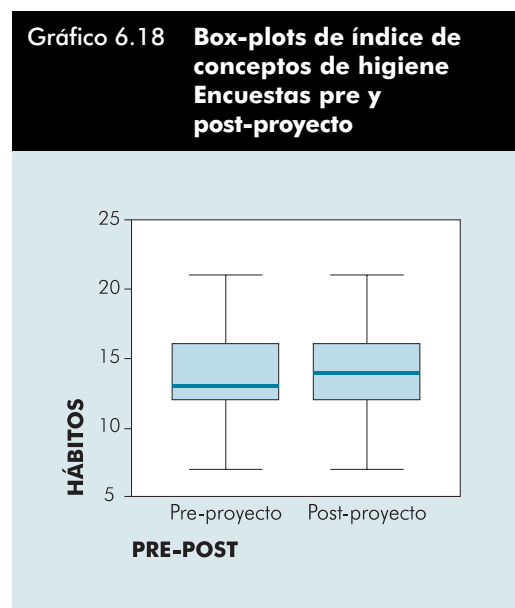 Gráfico 6.18 Box-plots de índice de
conceptos de higiene
Encuestas pre y
post-proyecto
25
20
15
10
5
HÁBITOS
Pre-proyecto Post-proyecto
PRE-POST